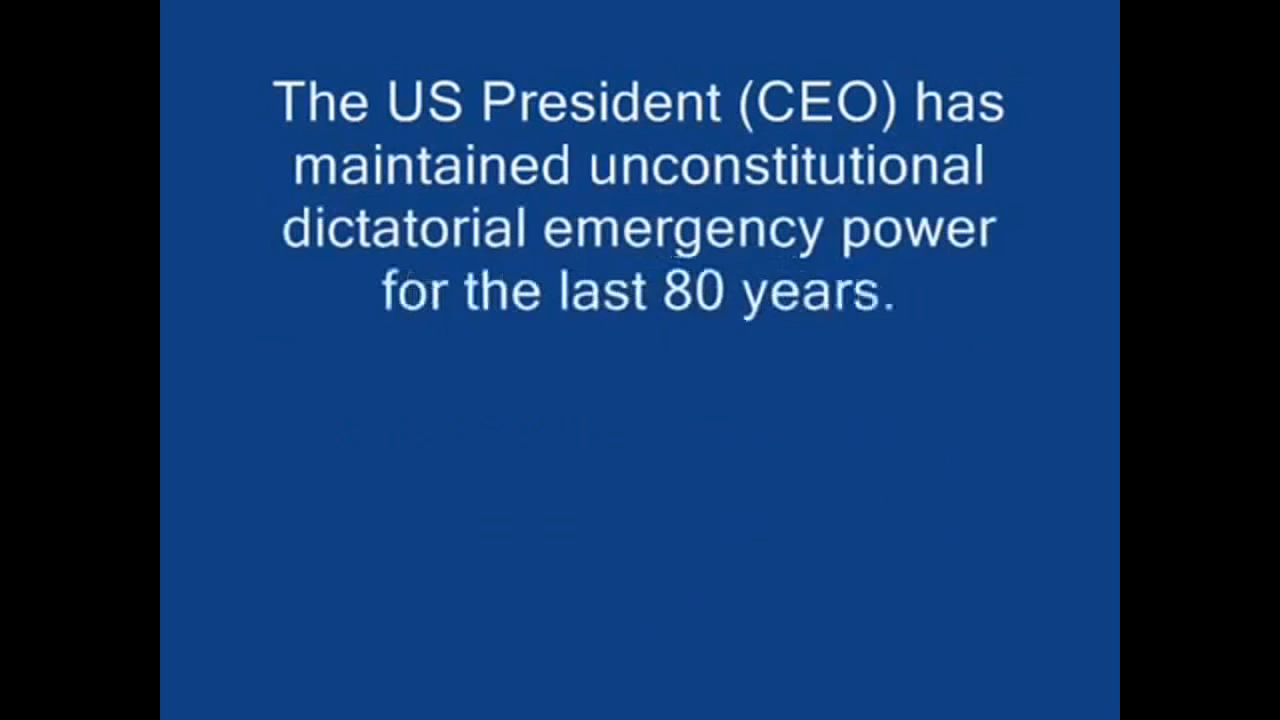 The US President (CEO) has
maintained unconstitutional
dictatorial emergency power
for the last 80 years.